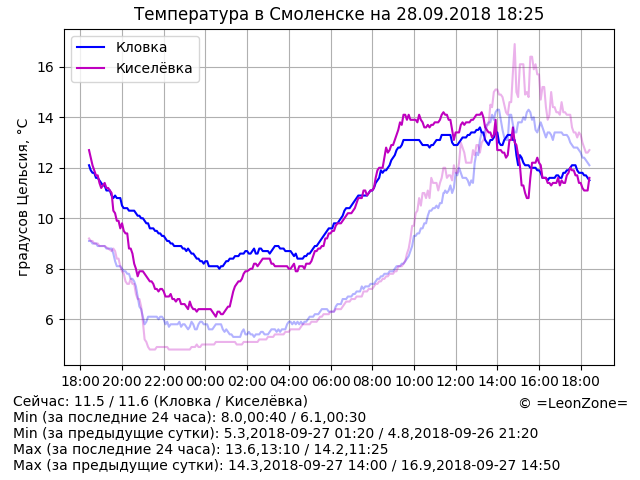 Температура в Смоленске на 28.09.2018 18:25
Кловка
Киселёвка
градусов Цельсия, °C
16
14
12
10
8
6
18:00 20:00 22:00 00:00 02:00 04:00 06:00 08:00 10:00 12:00 14:00 16:00 18:00
Сейчас: 11.5 / 11.6 (Кловка / Киселёвка)
© =LeonZone=
Min (за последние 24 часа): 8.0,00:40 / 6.1,00:30
Min (за предыдущие сутки): 5.3,2018-09-27 01:20 / 4.8,2018-09-26 21:20
Max (за последние 24 часа): 13.6,13:10 / 14.2,11:25
Max (за предыдущие сутки): 14.3,2018-09-27 14:00 / 16.9,2018-09-27 14:50